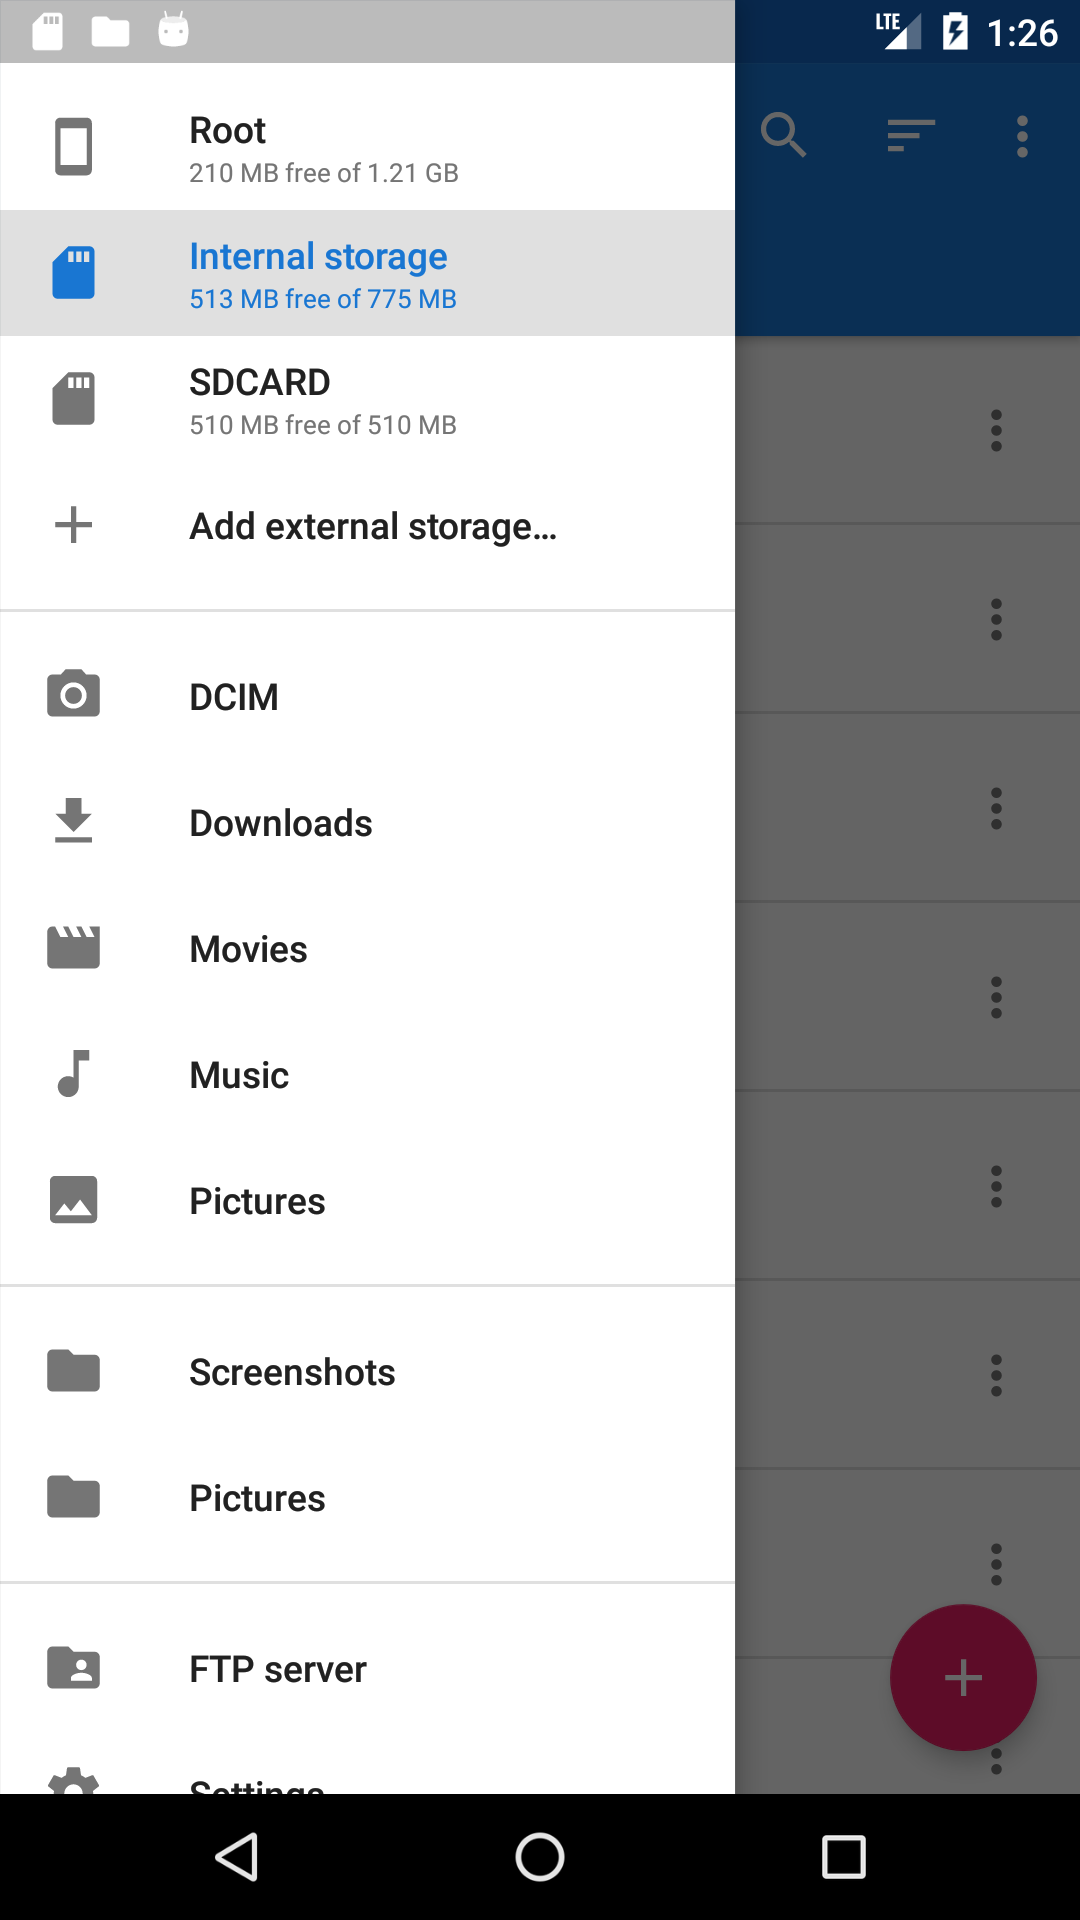 LTE 1:26
Root
210 MB free of 1.21 GB
Internal storage
513 MB free of 775 MB
SDCARD
510 MB free of 510 MB
Add external storage...
DCIM
Downloads
Movies
Music
Pictures
Screenshots
Pictures
FTP server
Settings